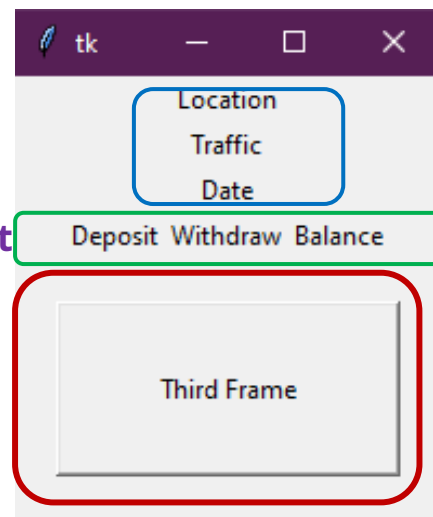 tk
Location
Traffic
Date
t
Deposit Withdraw Balance
Third Frame